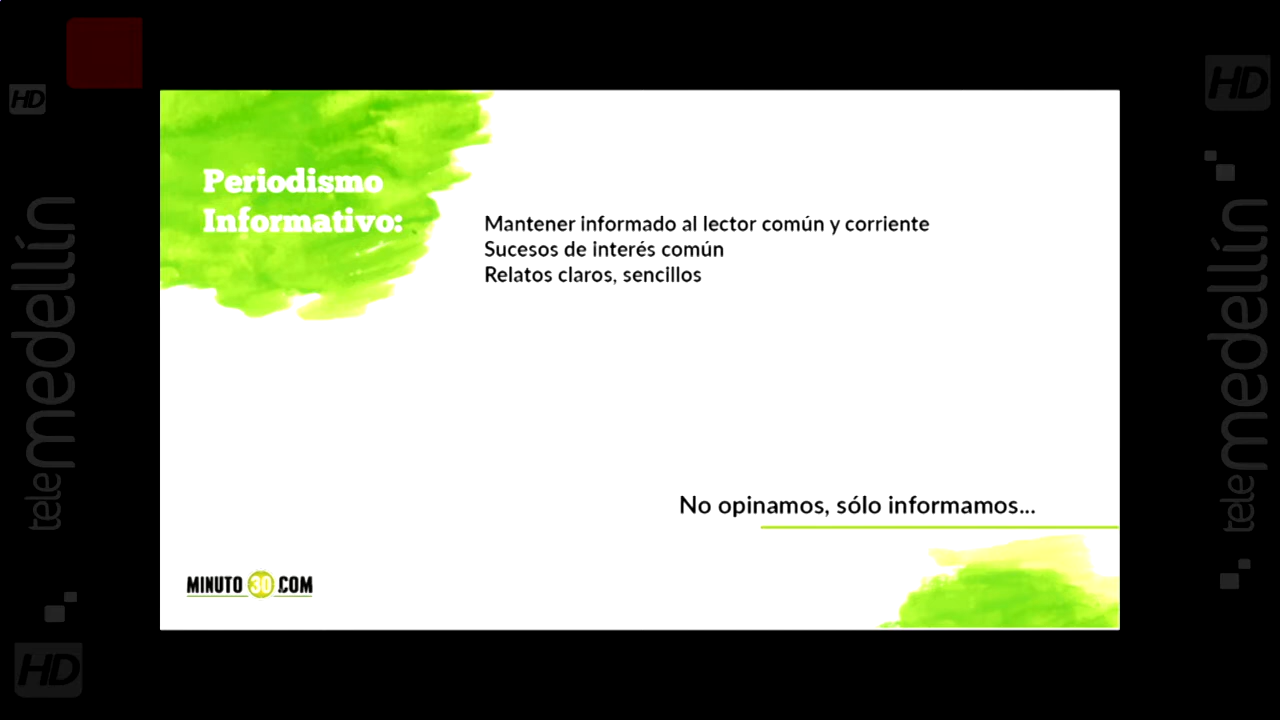 HD
telemedellín
HD
Periodismo
Informativo:
Mantener informado al lector común y corriente
Sucesos de interés común
Relatos claros, sencillos
No opinamos, sólo informamos...
MINUTO30.COM
HD
telemedellín